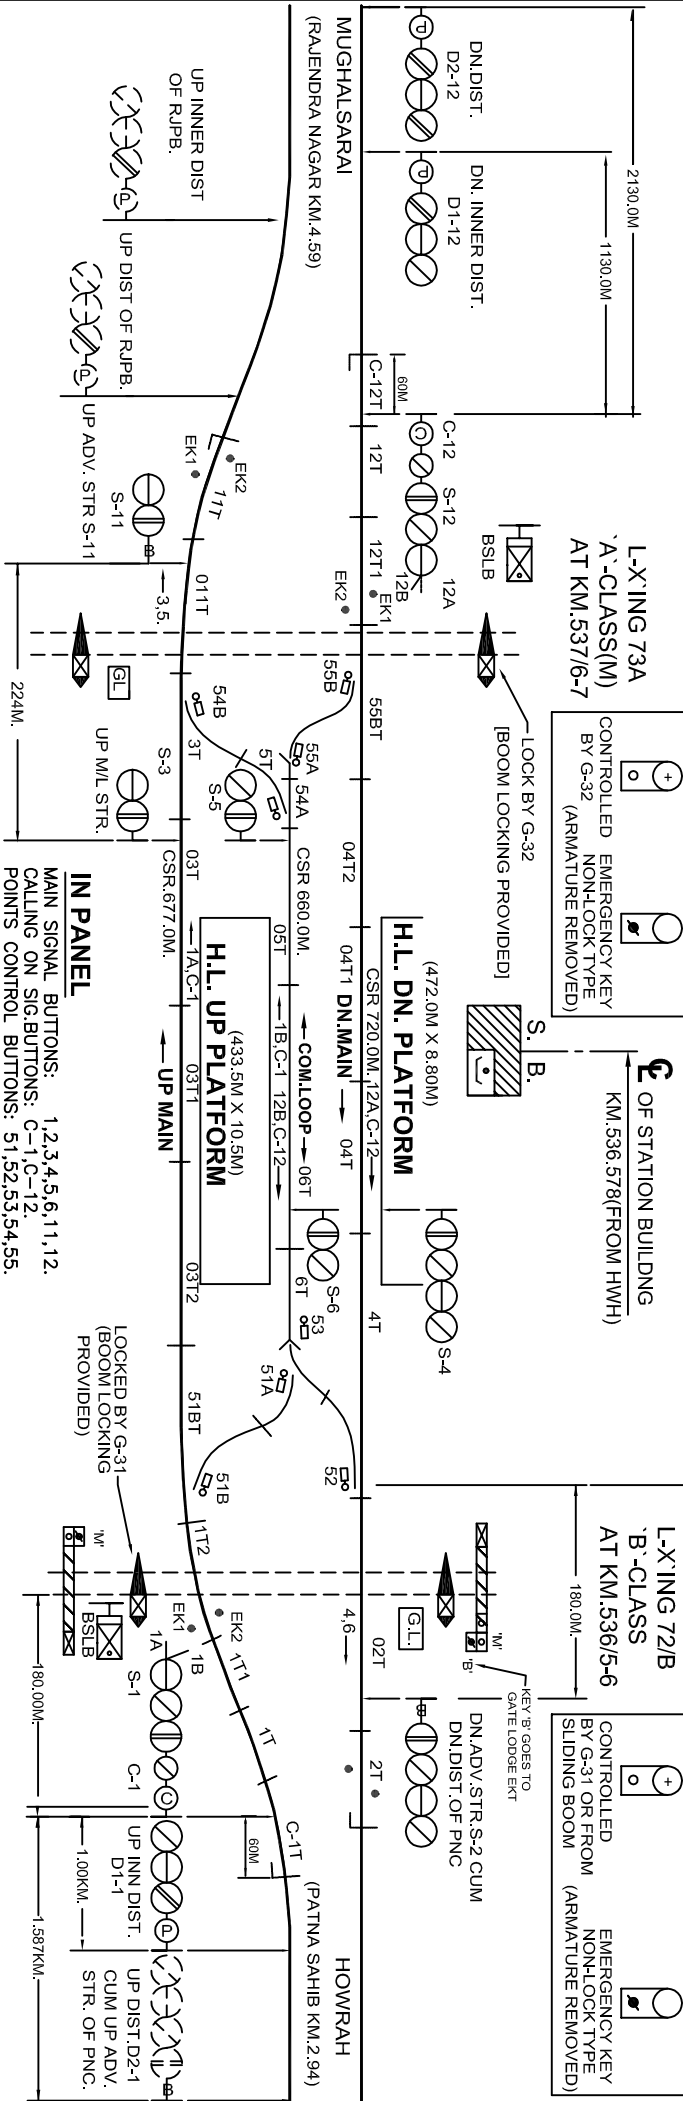 MUGHALSARAI
(RAJENDRA NAGAR KM.4.59)
DN.DIST.
D2-12
P
DN. INNER DIST.
D1-12
P
2130.0M
1130.0M
UP INNER DIST
OF RJPB.
P
UP DIST OF RJPB.
P
UP ADV. STR S-11
S-11
B
C-12T
60M
12T
12T1
C-12
C
S-12
12A
12B
EK1
EK2
EK2
EK1
11T
011T
3,5.
BSLB
L-X`ING 73A
`A`-CLASS(M)
AT KM.537/6-7
LOCK BY G-32
[BOOM LOCKING PROVIDED]
CONTROLLED
BY G-32
EMERGENCY KEY
NON-LOCK TYPE
(ARMATURE REMOVED)
GL
224M.
55B
55BT
55A
54B
54A
3T
5T
S-3
UP M/L STR.
S-5
04T2
04T1
DN.MAIN
04T
CSR 660.0M.
CSR 720.0M.
12A,C-12
03T
CSR.677.0M.
05T
1A,C-1
1B,C-1
12B,C-12
COM.LOOP
06T
03T1
UP MAIN
03T2
H.L. DN. PLATFORM
(472.0M X 8.80M)
H.L. UP PLATFORM
(433.5M X 10.5M)
S. B.
CL OF STATION BUILDNG
KM.536.578(FROM HWH)
IN PANEL
MAIN SIGNAL BUTTONS: 1,2,3,4,5,6,11,12.
CALLING ON SIG.BUTTONS: C-1,C-12.
POINTS CONTROL BUTTONS: 51,52,53,54,55.
S-6
S-4
6T
4T
53
51A
51B
52
51BT
1T2
LOCKED BY G-31
(BOOM LOCKING
PROVIDED)
L-X`ING 72/B
`B`-CLASS
AT KM.536/5-6
180.0M.
CONTROLLED
BY G-31 OR FROM
SLIDING BOOM
EMERGENCY KEY
NON-LOCK TYPE
(ARMATURE REMOVED)
'M'
'B'
KEY 'B' GOES TO
GATE LODGE EKT
G.L.
4,6
02T
2T
B
DN.ADV.STR.S-2 CUM
DN.DIST.OF PNC
'M'
BSLB
EK1
EK2
1A
1B
S-1
C-1
C
1T1
1T
C-1T
60M
180.00M.
1.00KM.
1.587KM.
UP INN DIST.
D1-1
P
UP DIST.D2-1
CUM UP ADV.
STR. OF PNC.
B
HOWRAH
(PATNA SAHIB KM.2.94)